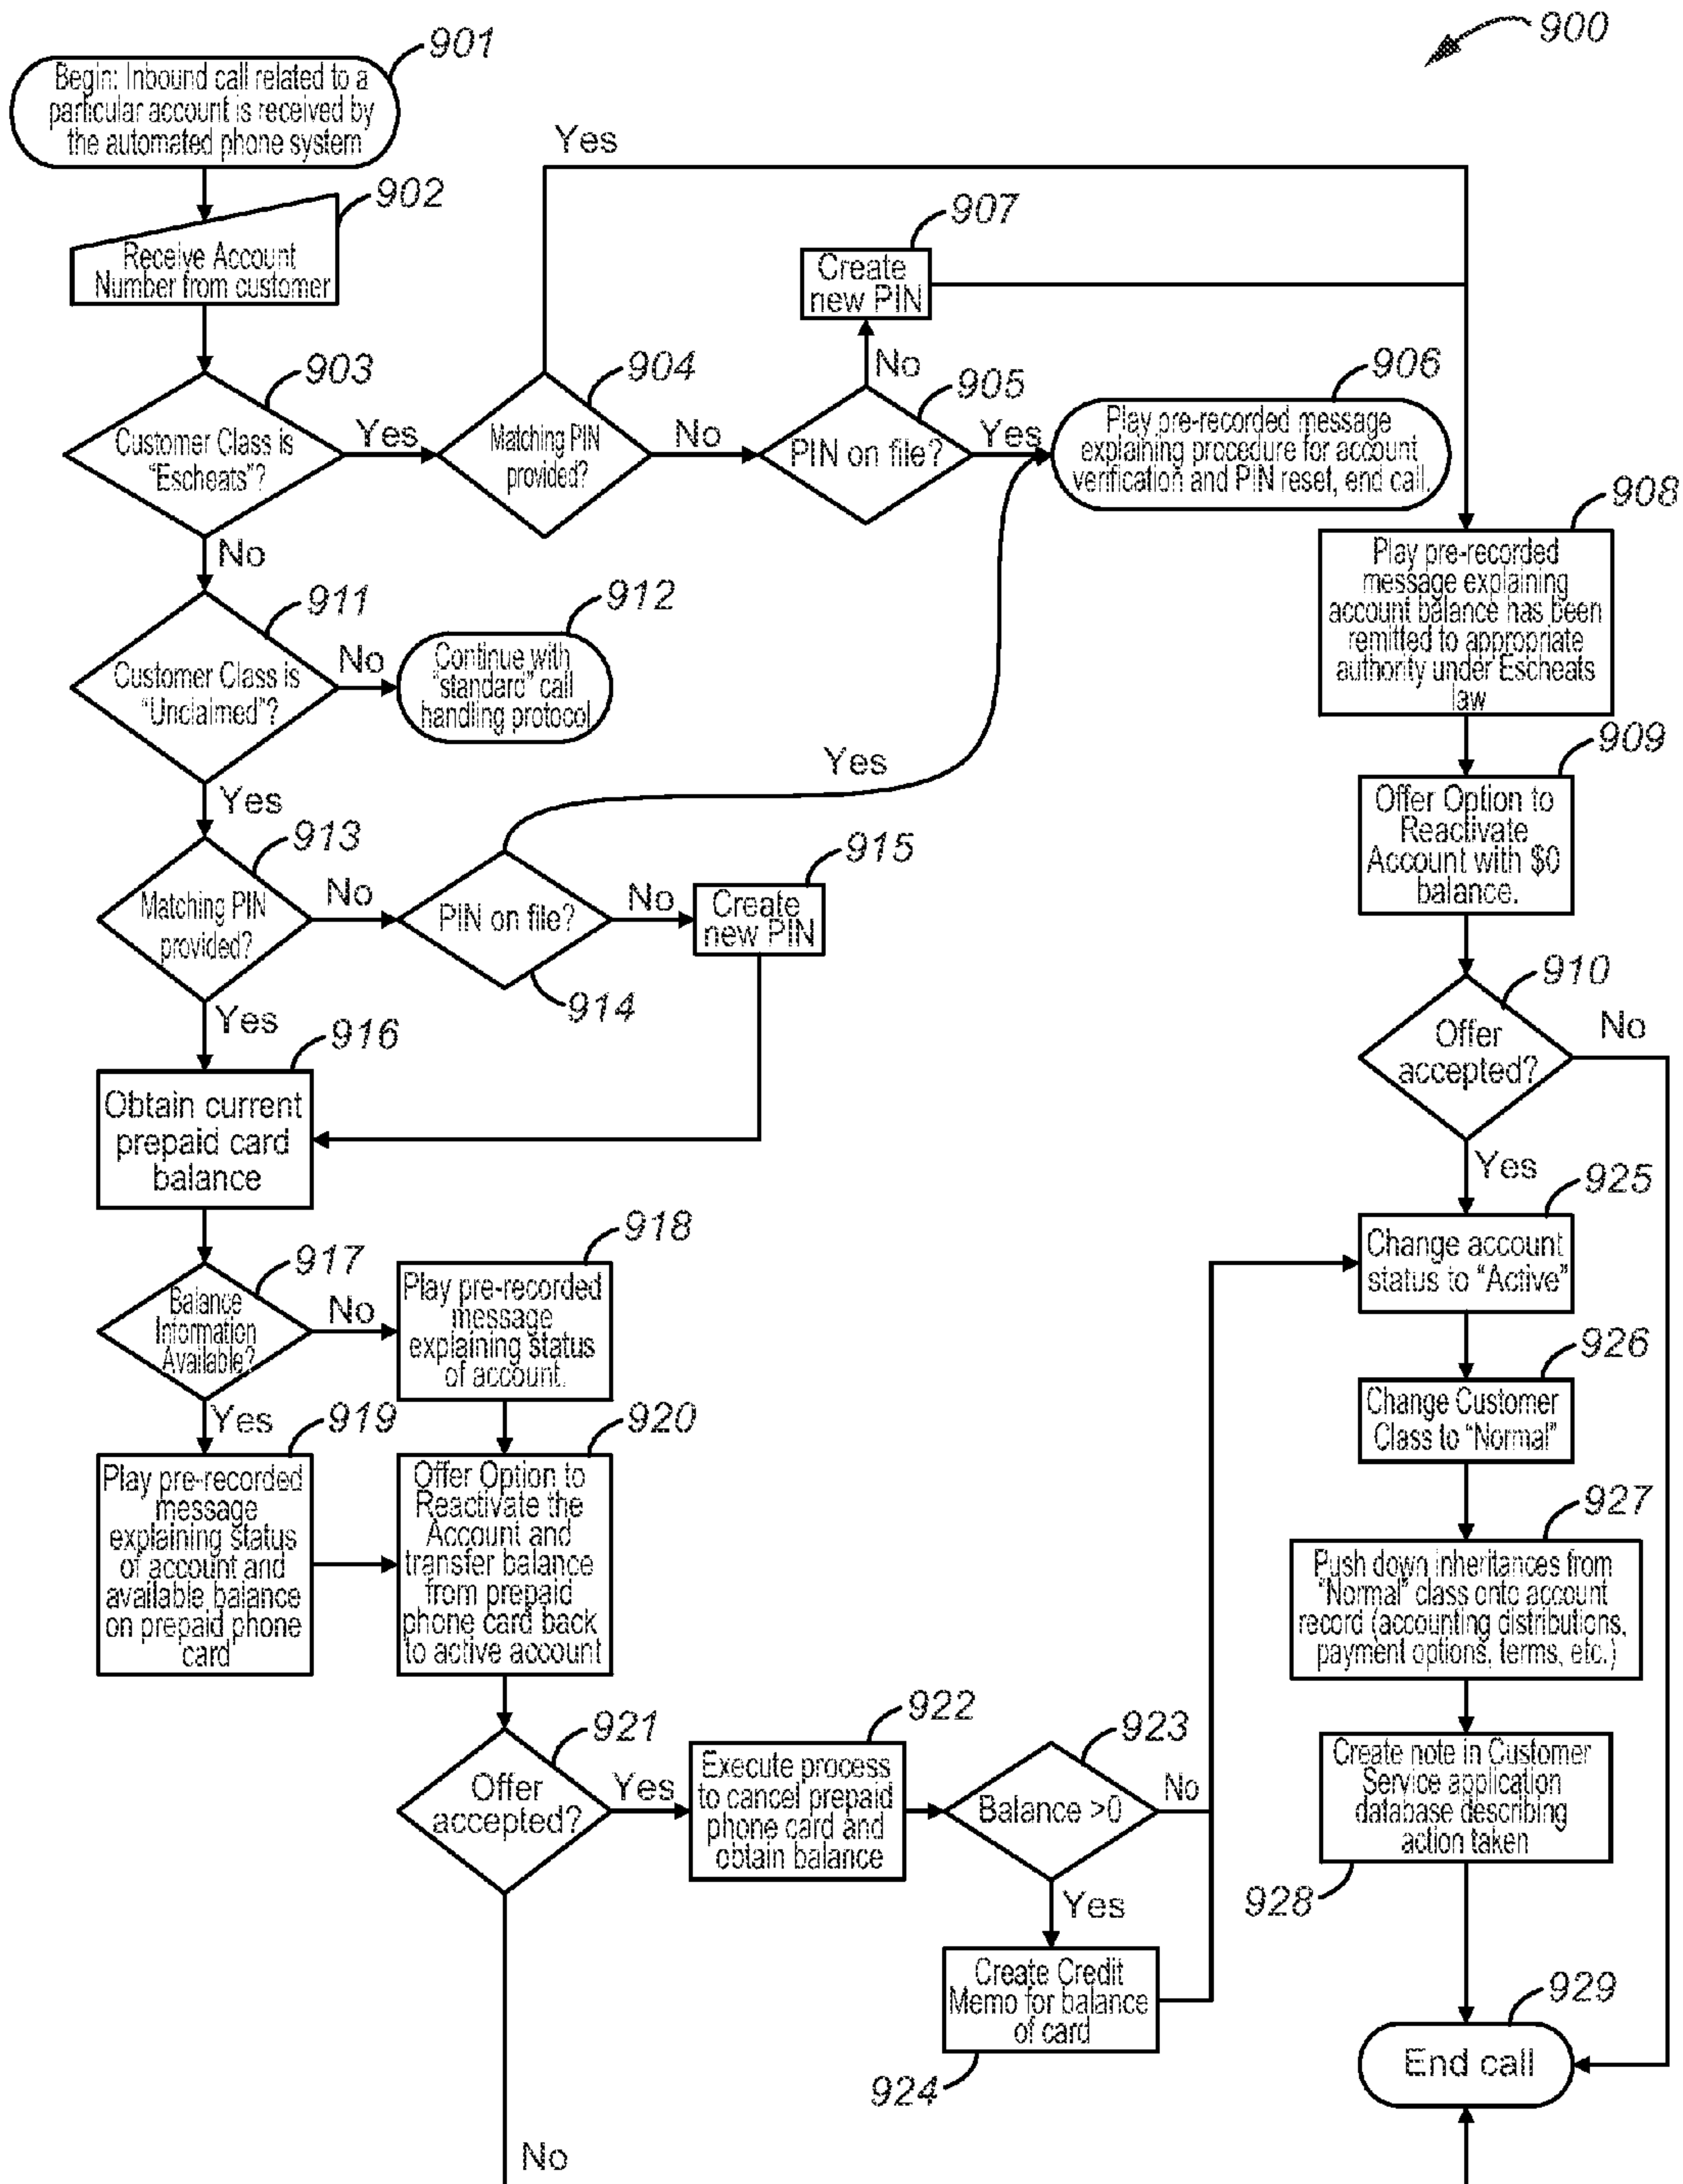 900
901
Begin: Inbound call related to a
particular account is received by
the automated phone system
902
Receive Account
Number from customer
903
Customer Class is
"Escheats"?
Yes
No
904
Matching PIN
provided?
Yes
No
905
PIN on file?
No
Yes
907
Create
new PIN
906
Play pre-recorded message
explaining procedure for account
verification and PIN reset, end call.
908
Play pre-recorded
message explaining
account balance has been
remitted to appropriate
authority under Escheats
law
909
Offer Option to
Reactivate
Account with $0
balance.
910
Offer
accepted?
No
Yes
911
Customer Class is
"Unclaimed"?
No
Yes
912
Continue with
"standard" call
handling protocol
913
Matching PIN
provided?
No
Yes
914
PIN on file?
Yes
No
915
Create
new PIN
916
Obtain current
prepaid card
balance
917
Balance
Information
Available?
No
Yes
918
Play pre-recorded
message
explaining status
of account.
919
Play pre-recorded
message
explaining status
of account and
available balance
on prepaid phone
card
920
Offer Option to
Reactivate the
Account and
transfer balance
from prepaid
phone card back
to active account
921
Offer
accepted?
Yes
No
922
Execute process
to cancel prepaid
phone card and
obtain balance
923
Balance >0
No
Yes
924
Create Credit
Memo for balance
of card
925
Change account
status to "Active"
926
Change Customer
Class to "Normal"
927
Push down inheritances from
"Normal" class onto account
record (accounting distributions,
payment options, terms, etc.)
928
Create note in Customer
Service application
database describing
action taken
929
End call